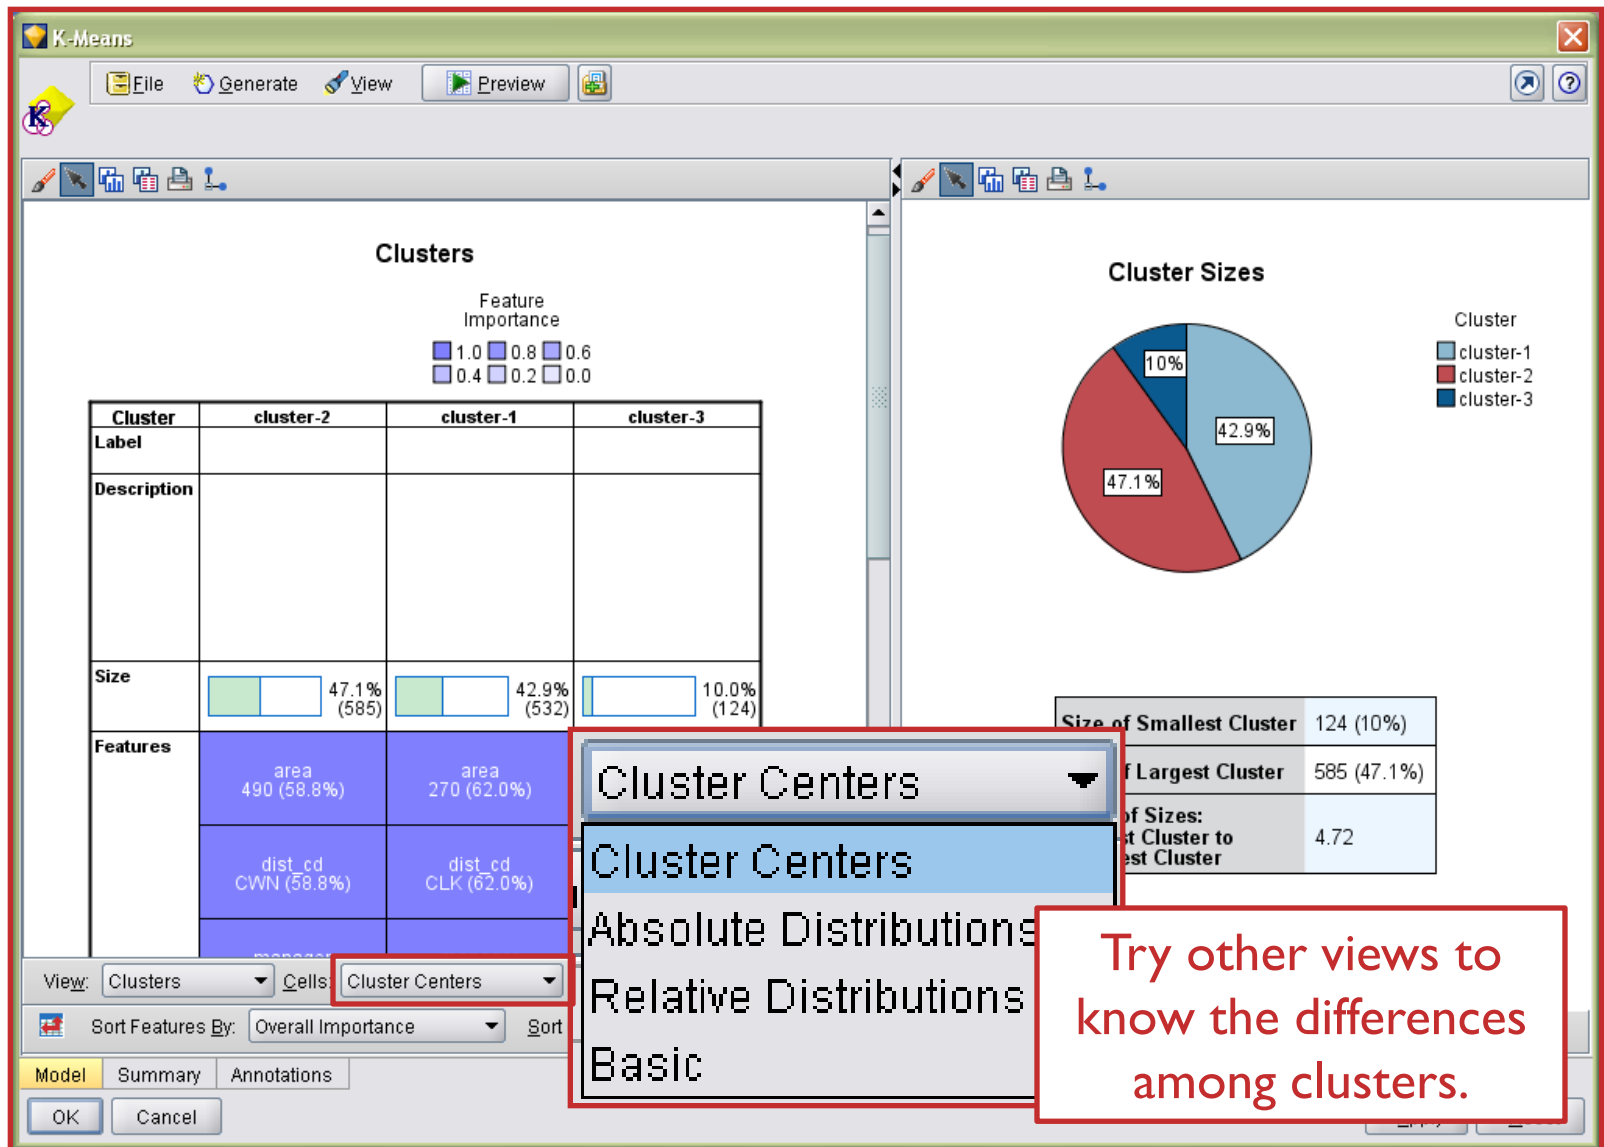 K-Means
File Generate View Preview
Clusters
Feature
Importance
1.0 0.8 0.6
0.4 0.2 0.0
Cluster cluster-2 cluster-1 cluster-3
Label
Description
Size
47.1% 42.9% 10.0%
(585) (532) (124)
Features
area area
490 (58.8%) 270 (62.0%)
dist_cd dist_cd
CWN (58.8%) CLK (62.0%)
View: Clusters Cells: Cluster Centers
Sort Features By: Overall Importance Sort
Model Summary Annotations
OK Cancel
Cluster Sizes
10%
42.9%
47.1%
Cluster
cluster-1
cluster-2
cluster-3
Size of Smallest Cluster 124 (10%)
Largest Cluster 585 (47.1%)
of Sizes:
Cluster to
Cluster
4.72
Cluster Centers
Cluster Centers
Absolute Distributions
Relative Distributions
Basic
Try other views to
know the differences
among clusters.